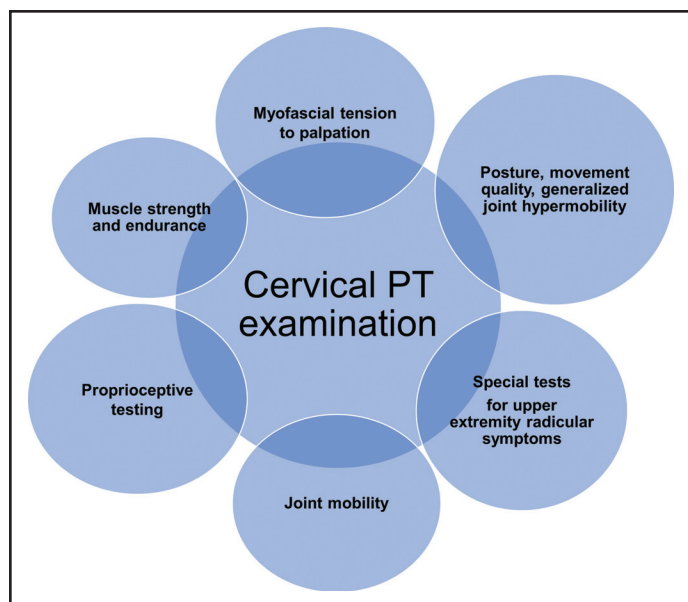 Myofascial tension
to palpation
Posture, movement
quality, generalized
joint hypermobility
Muscle strength
and endurance
Cervical PT
examination
Proprioceptive
testing
Special tests
for upper
extremity radicular
symptoms
Joint mobility